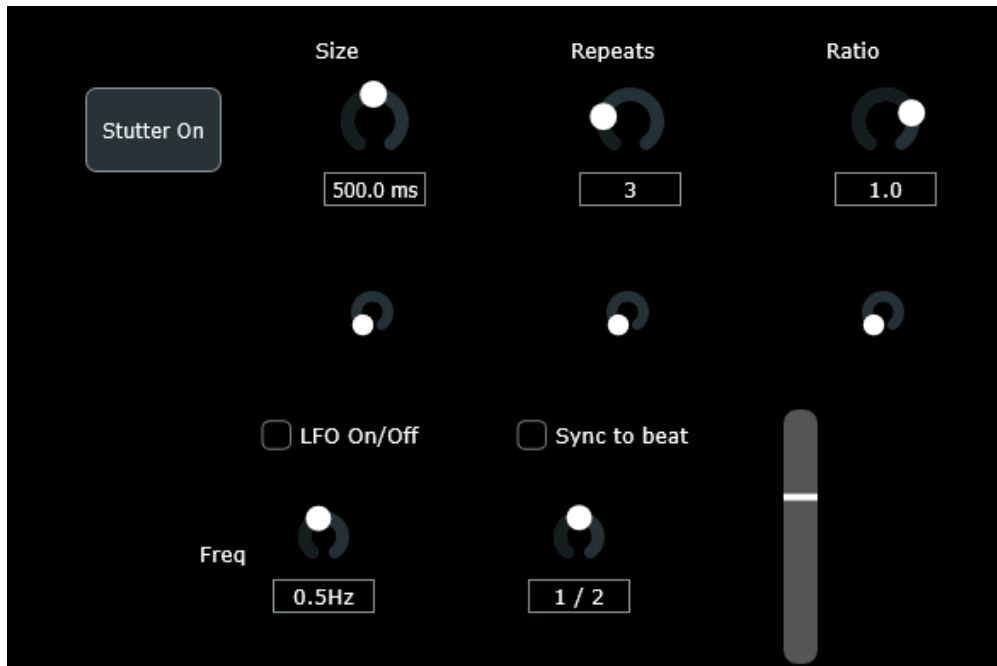 Size
Repeats
Ratio
Stutter On
500.0 ms
3
1.0
LFO On/Off
Sync to beat
Freq
0.5Hz
1 / 2